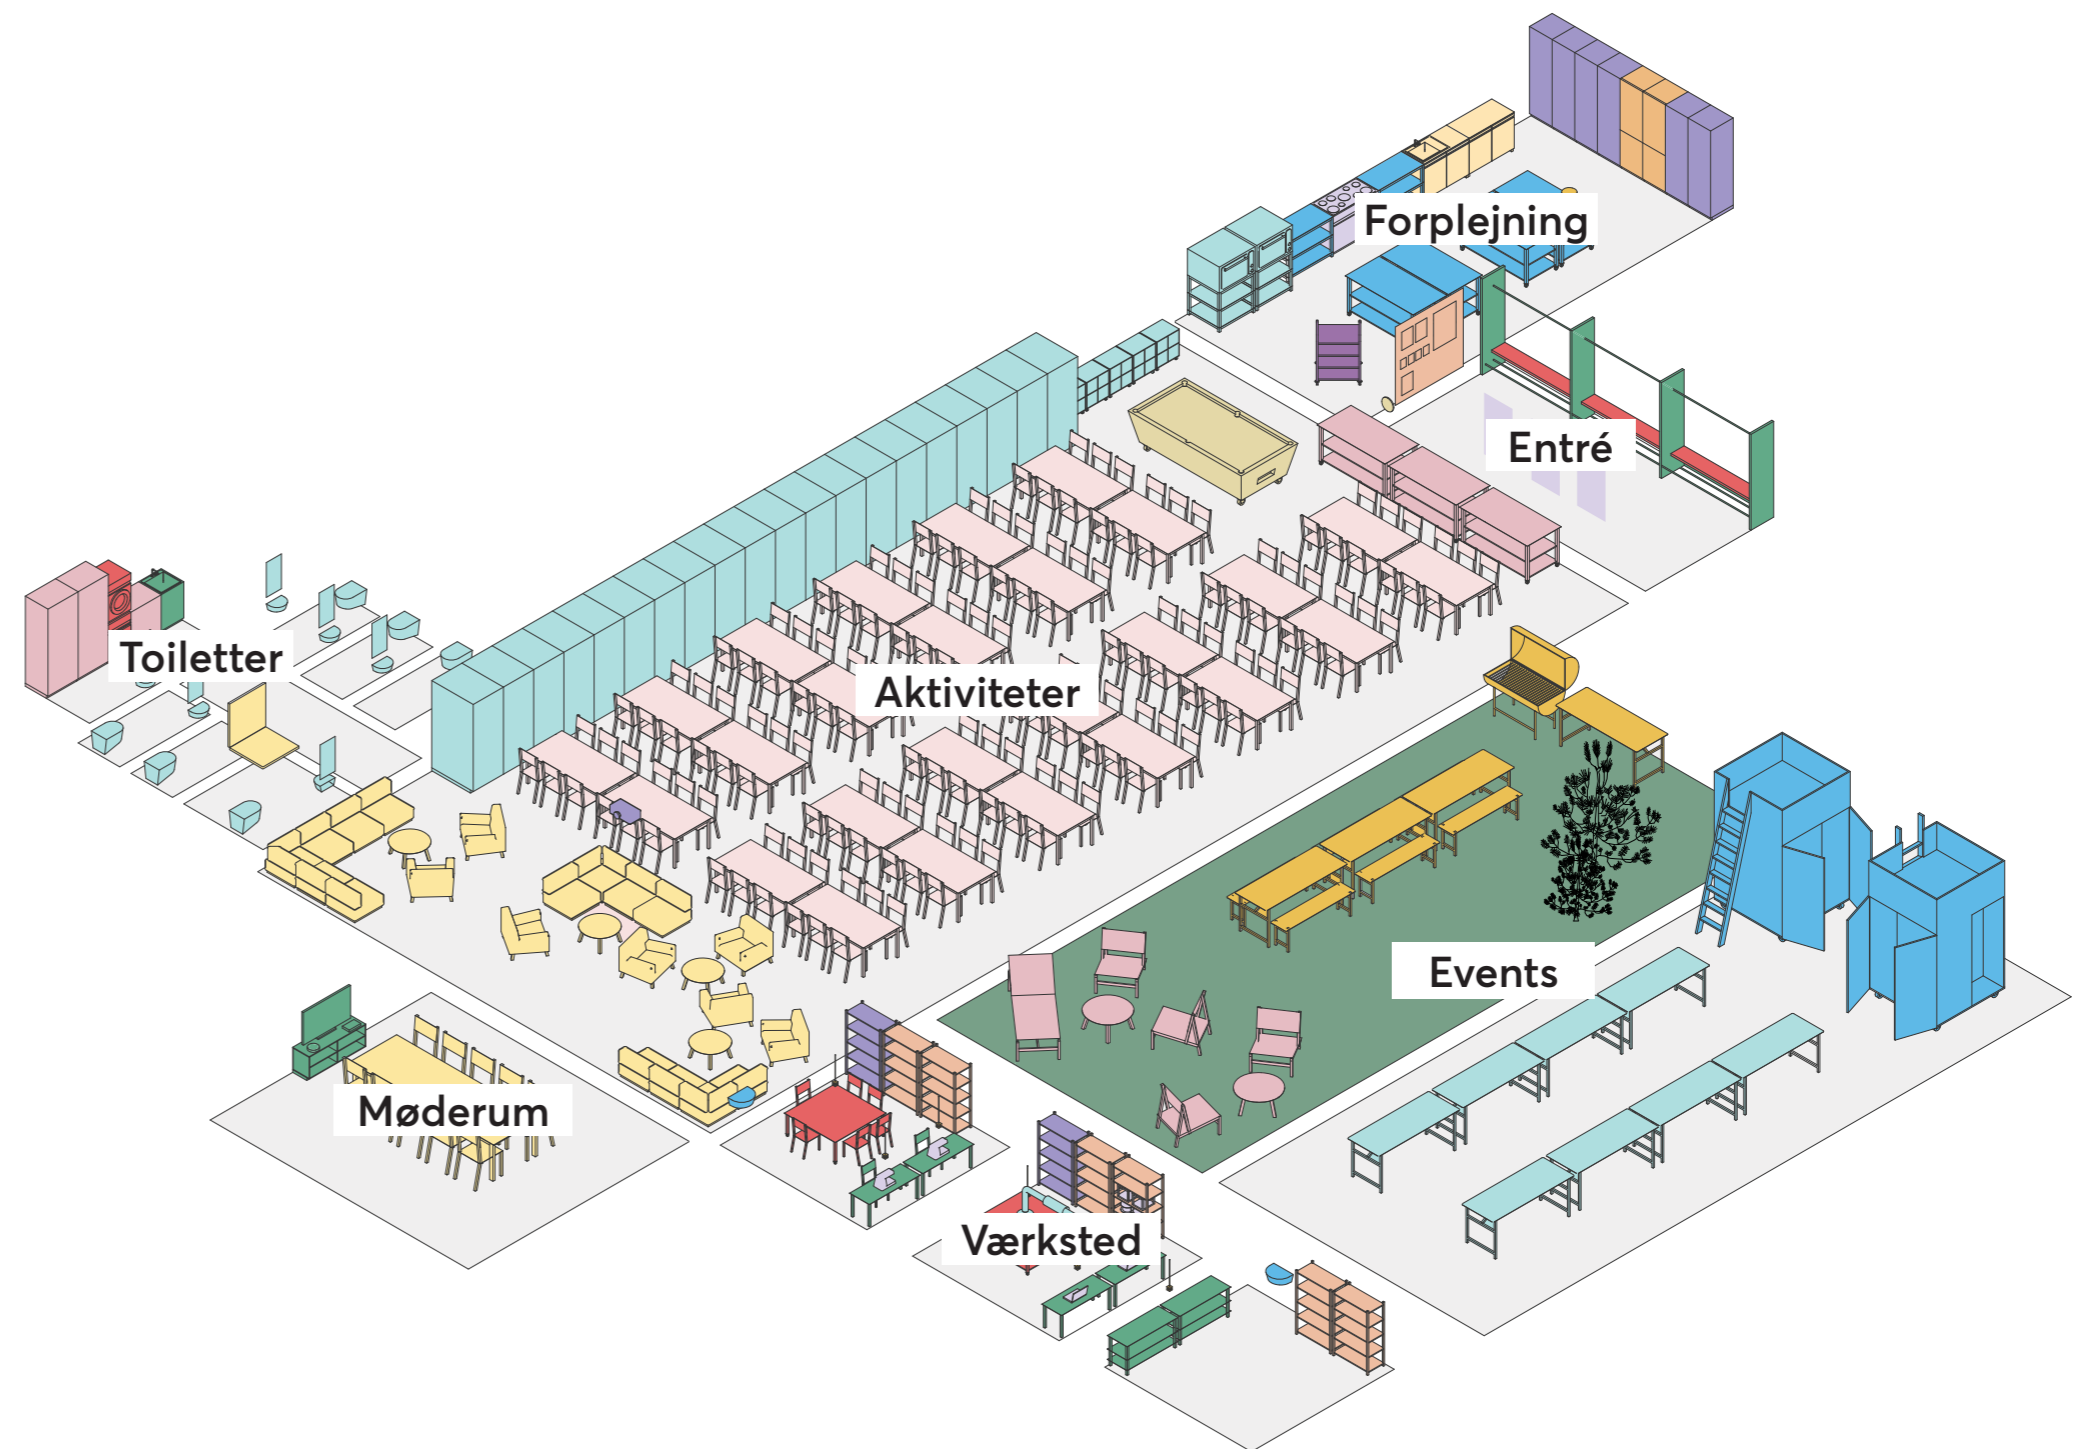 Forplejning
Entré
Toiletter
Aktiviteter
Events
Møderum
Værksted